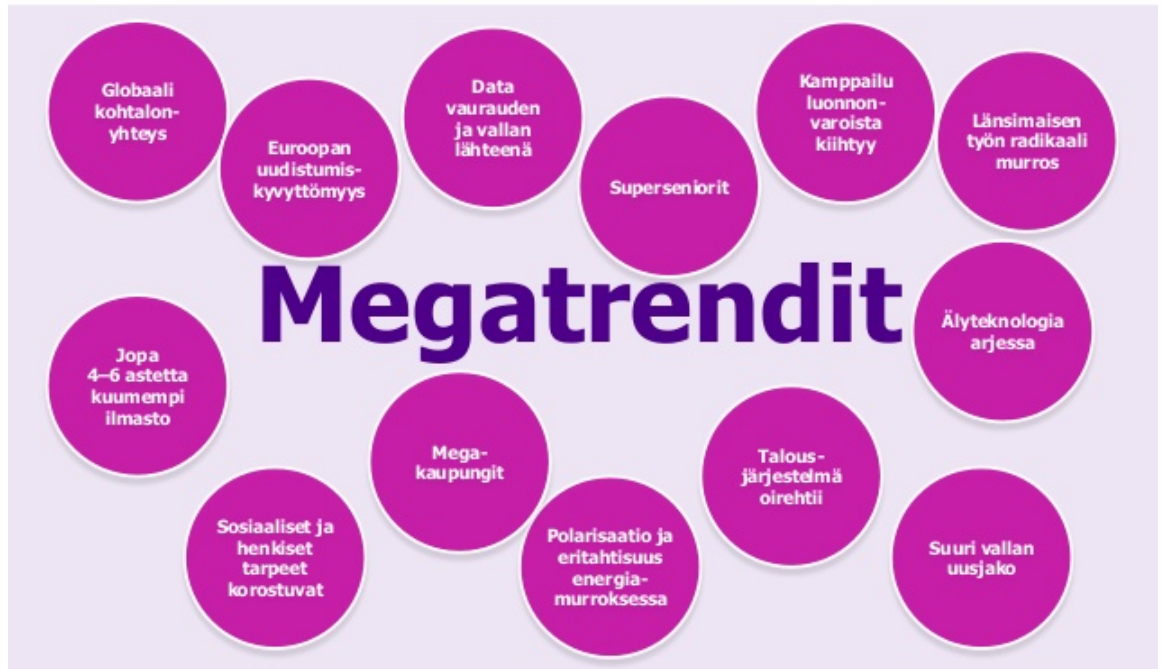 Globaali
kohtalon-
yhteys
Euroopan
uudistumis-
kyvyttömyys
Data
vaurauden
ja vallan
lähteenä
Superseniorit
Kamppailu
luonnon-
varoista
kiihtyy
Länsimaisen
työn radikaali
murros
Megatrendit
Älyteknologia
arjessa
Jopa
4–6 astetta
kuumempi
ilmasto
Sosiaaliset ja
henkiset
tarpeet
korostuvat
Mega-
kaupungit
Polarisaatio ja
eritahtisuus
energia-
murroksessa
Talous-
järjestelmä
oirehtii
Suuri vallan
uusjako